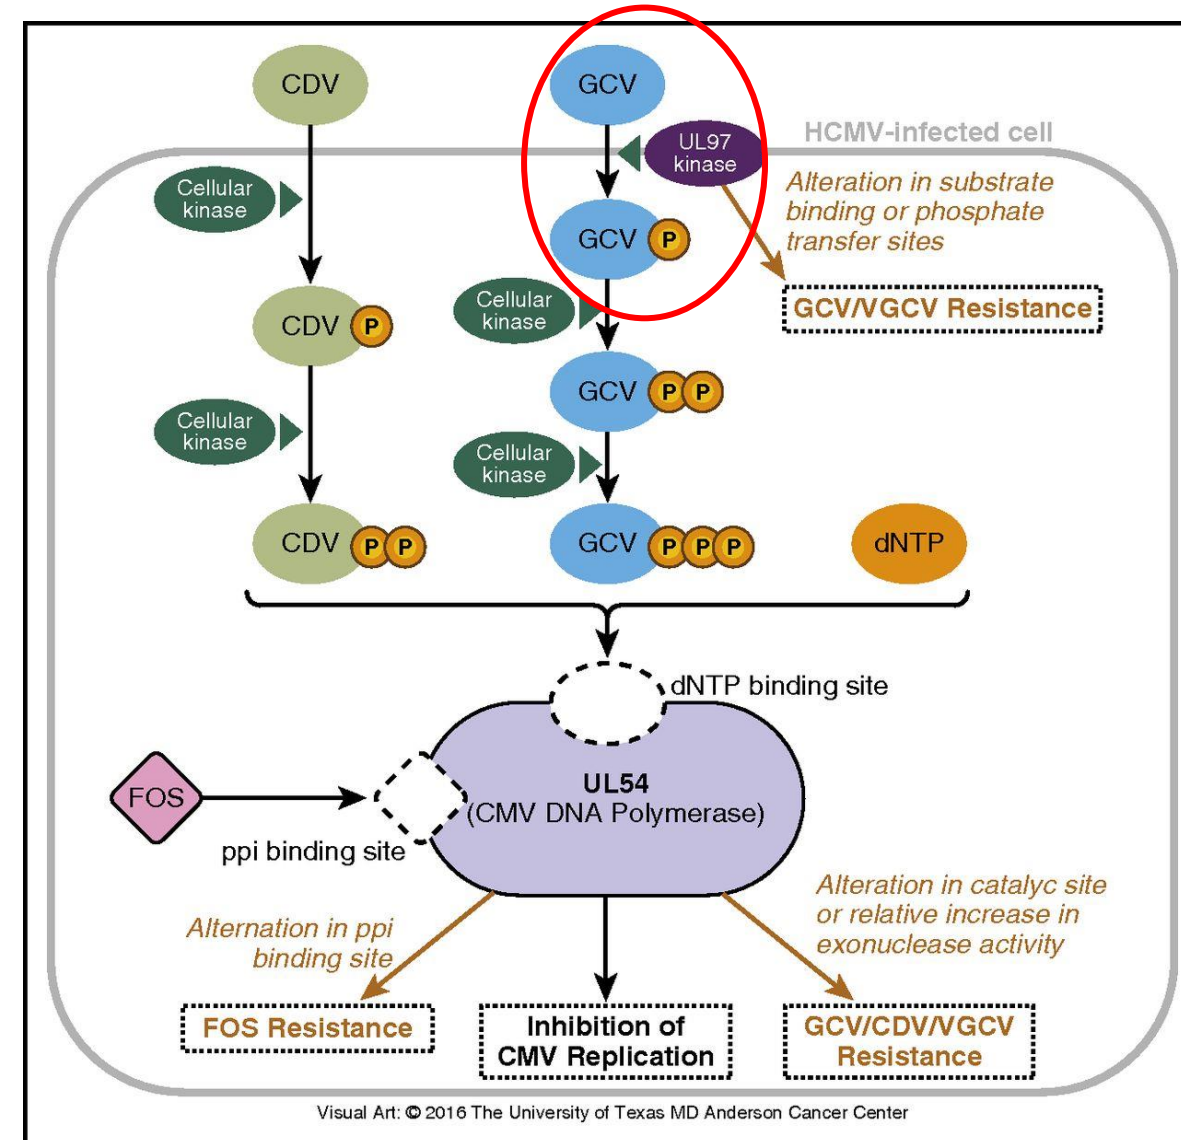 CDV
GCV
UL97
kinase
HCMV-infected cell
Cellular
kinase
Alteration in substrate
binding or phosphate
transfer sites
GCV P
Cellular
kinase
GCV/VGCV Resistance
CDV P
GCV P P
Cellular
kinase
Cellular
kinase
CDV P P
GCV P P P
dNTP
dNTP binding site
FOS
UL54
(CMV DNA Polymerase)
ppi binding site
Alternation in ppi
binding site
Alteration in catalyc site
or relative increase in
exonuclease activity
FOS Resistance
Inhibition of
CMV Replication
GCV/CDV/VGCV
Resistance
Visual Art: © 2016 The University of Texas MD Anderson Cancer Center